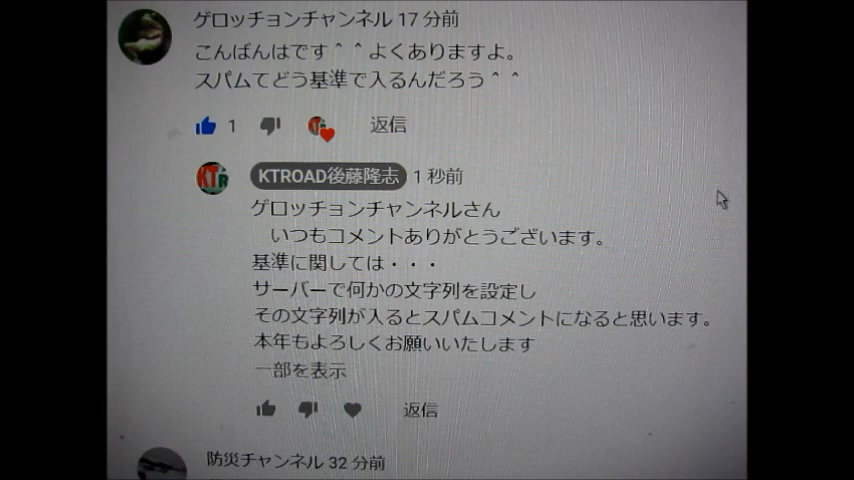 ゲロッチョンチャンネル 17 分前
こんばんはです＾＾よくありますよ。
スパムてどう基準で入るんだろう＾＾
1 返信
KTR
KTROAD後藤隆志 1 秒前
ゲロッチョンチャンネルさん
いつもコメントありがとうございます。
基準に関しては・・・
サーバーで何かの文字列を設定し
その文字列が入るとスパムコメントになると思います。
本年もよろしくお願いいたします
一部を表示
返信
防災チャンネル 32 分前